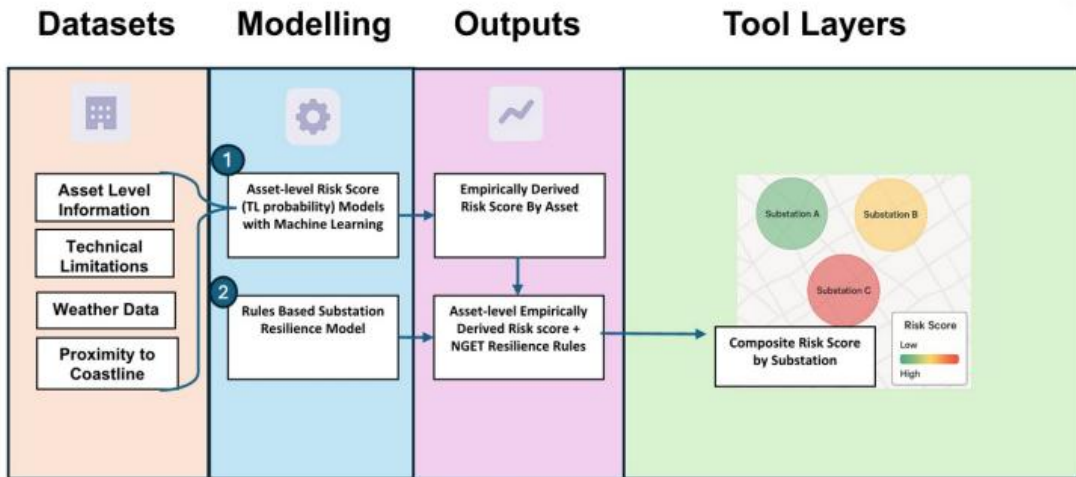 Datasets
Modelling
Outputs
Tool Layers
Asset Level
Information
Technical
Limitations
Weather Data
Proximity to
Coastline
1
Asset-level Risk Score
(TL probability) Models
with Machine Learning
2
Rules Based Substation
Resilience Model
Empirically Derived
Risk Score By Asset
Asset-level Empirically
Derived Risk score +
NGET Resilience Rules
Substation A
Substation B
Substation C
Composite Risk Score
by Substation
Risk Score
Low
High